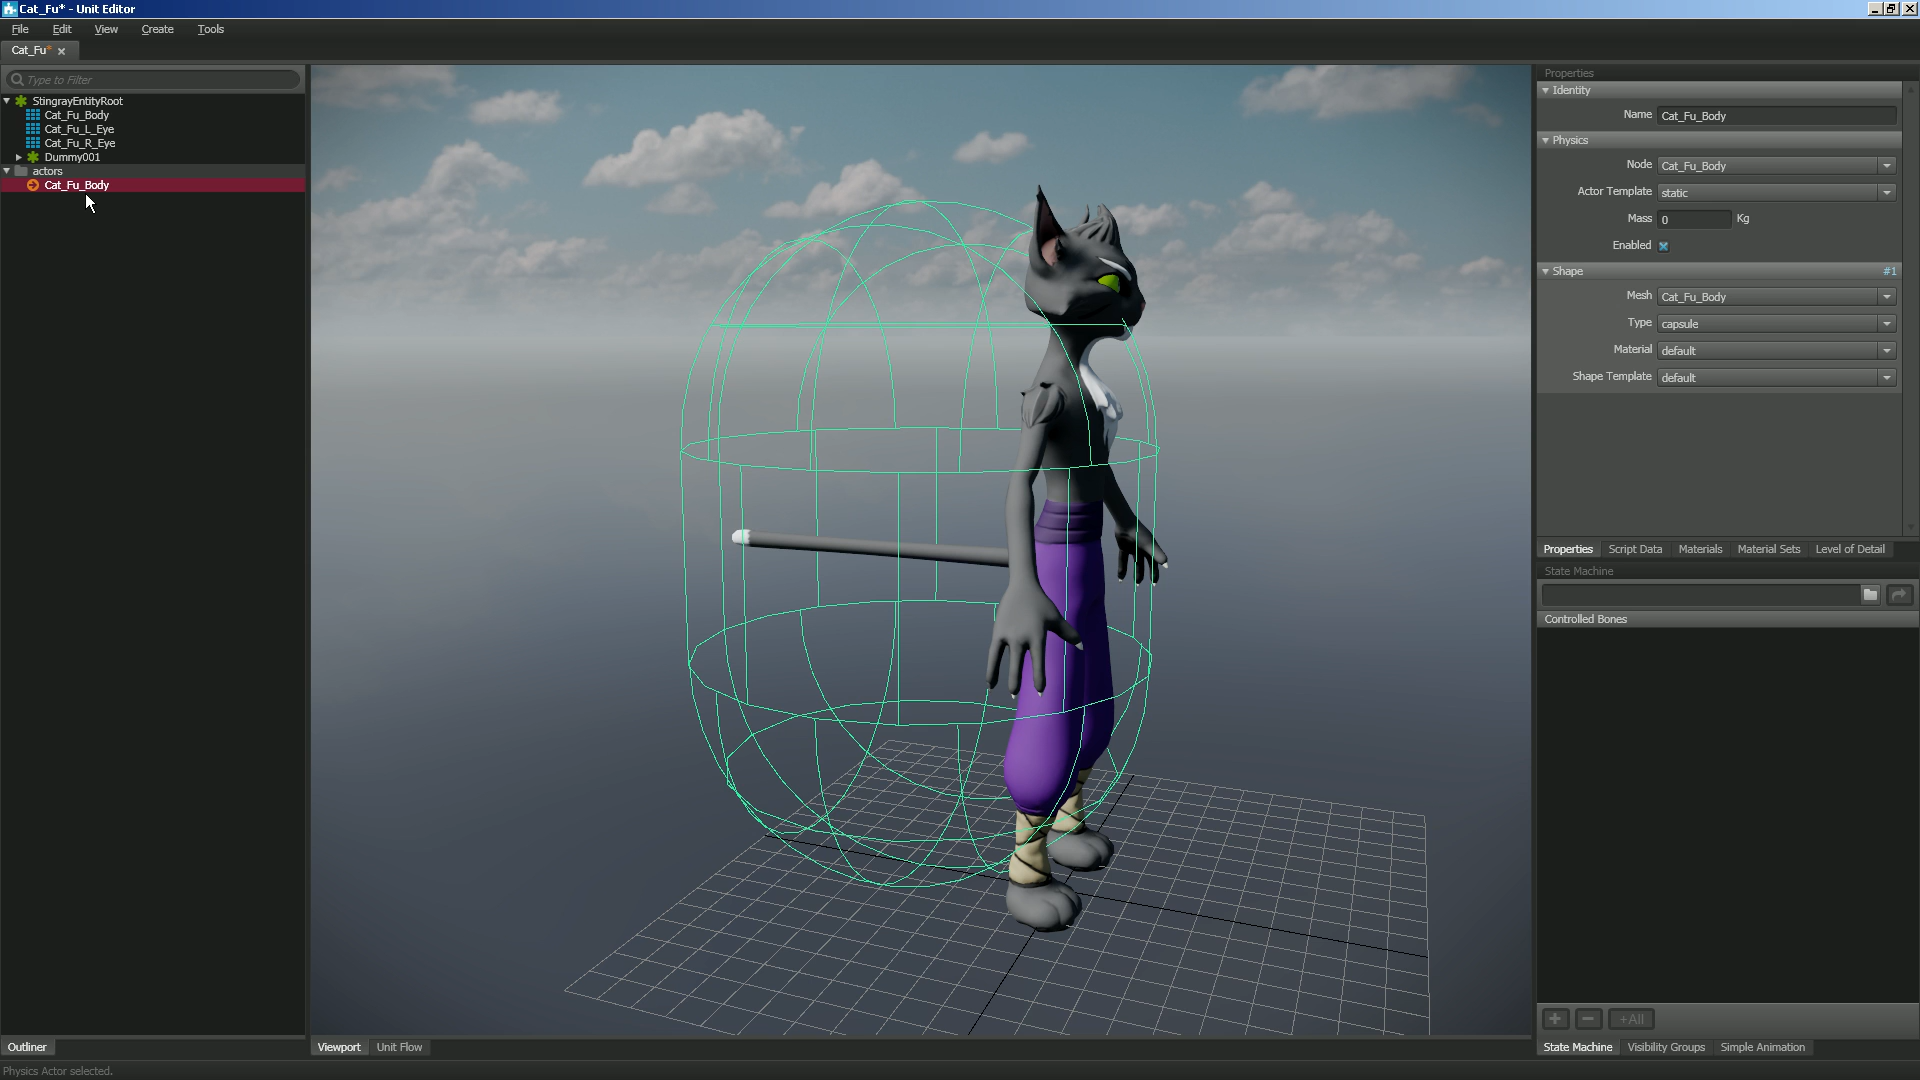 Cat_Fu* - Unit Editor
File Edit View Create Tools
Cat_Fu*
Type to Filter
StingrayEntityRoot
Cat_Fu_Body
Cat_Fu_L_Eye
Cat_Fu_R_Eye
Dummy001
actors
Cat_Fu_Body
Outliner
Viewport Unit Flow
Physics Actor selected.
Properties
Identity
Name Cat_Fu_Body
Physics
Node Cat_Fu_Body
Actor Template static
Mass 0 Kg
Enabled
Shape #1
Mesh Cat_Fu_Body
Type capsule
Material default
Shape Template default
Properties Script Data Materials Material Sets Level of Detail
State Machine
Controlled Bones
+All
State Machine Visibility Groups Simple Animation